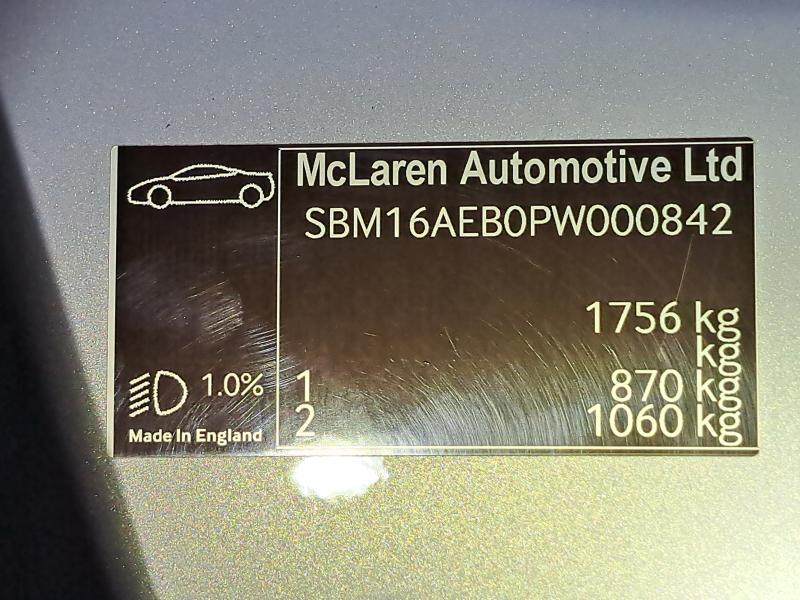 McLaren Automotive Ltd
SBM16AEB0PW000842
1756 kg
kg
1.0%
1 870 kg
2 1060 kg
Made In England